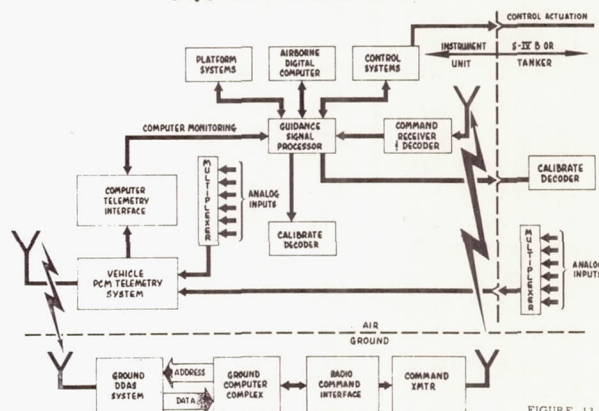 CONTROL ACTUATION
PLATFORM
SYSTEMS
AIRBORNE
DIGITAL
COMPUTER
CONTROL
SYSTEMS
INSTRUMENT
UNIT
S-IV B OR
TANKER
COMPUTER MONITORING
GUIDANCE
SIGNAL
PROCESSOR
COMMAND
RECEIVER
& DECODER
COMPUTER
TELEMETRY
INTERFACE
MULTIPLEXER
ANALOG
INPUTS
CALIBRATE
DECODER
CALIBRATE
DECODER
VEHICLE
PCM TELEMETRY
SYSTEM
MULTIPLEXER
ANALOG
INPUTS
AIR
GROUND
GROUND
DDAS
SYSTEM
ADDRESS
DATA
GROUND
COMPUTER
COMPLEX
RADIO
COMMAND
INTERFACE
COMMAND
XMTR
FIGURE 13